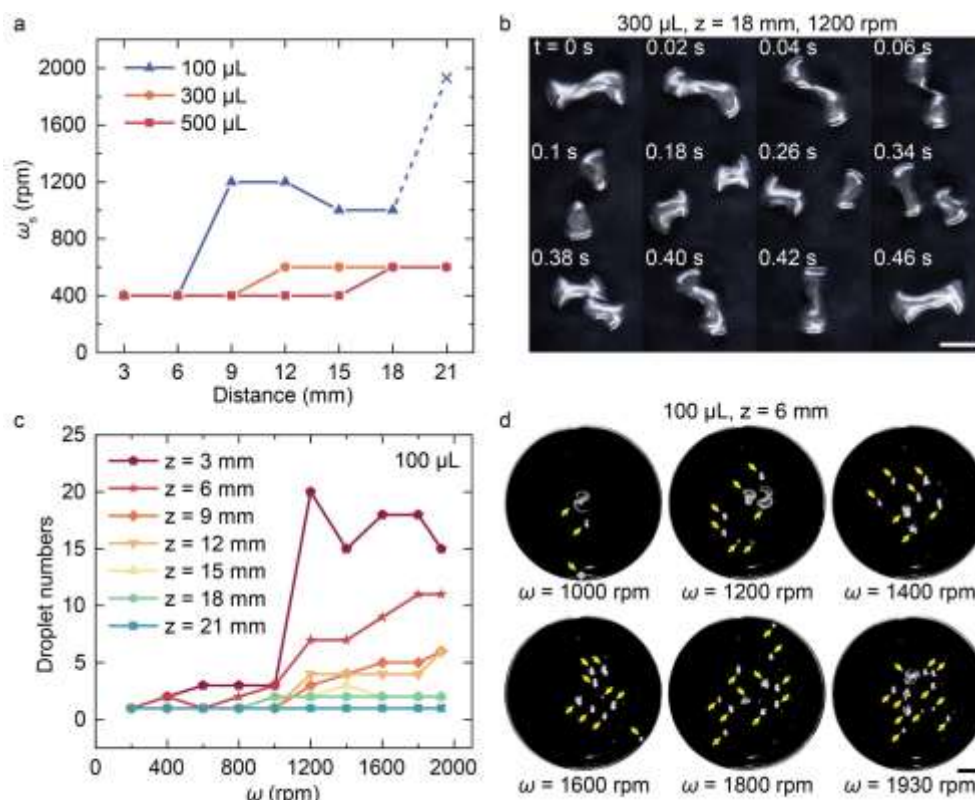 a
2000
1600
1200
800
400
0
ωs (rpm)
100 μL
300 μL
500 μL
3 6 9 12 15 18 21
Distance (mm)
b
300 μL, z = 18 mm, 1200 rpm
t = 0 s 0.02 s 0.04 s 0.06 s
0.1 s 0.18 s 0.26 s 0.34 s
0.38 s 0.40 s 0.42 s 0.46 s
c
25
20
15
10
5
0
Droplet numbers
z = 3 mm
z = 6 mm
z = 9 mm
z = 12 mm
z = 15 mm
z = 18 mm
z = 21 mm
100 μL
0 400 800 1200 1600 2000
ω (rpm)
d
100 μL, z = 6 mm
ω = 1000 rpm ω = 1200 rpm ω = 1400 rpm
ω = 1600 rpm ω = 1800 rpm ω = 1930 rpm